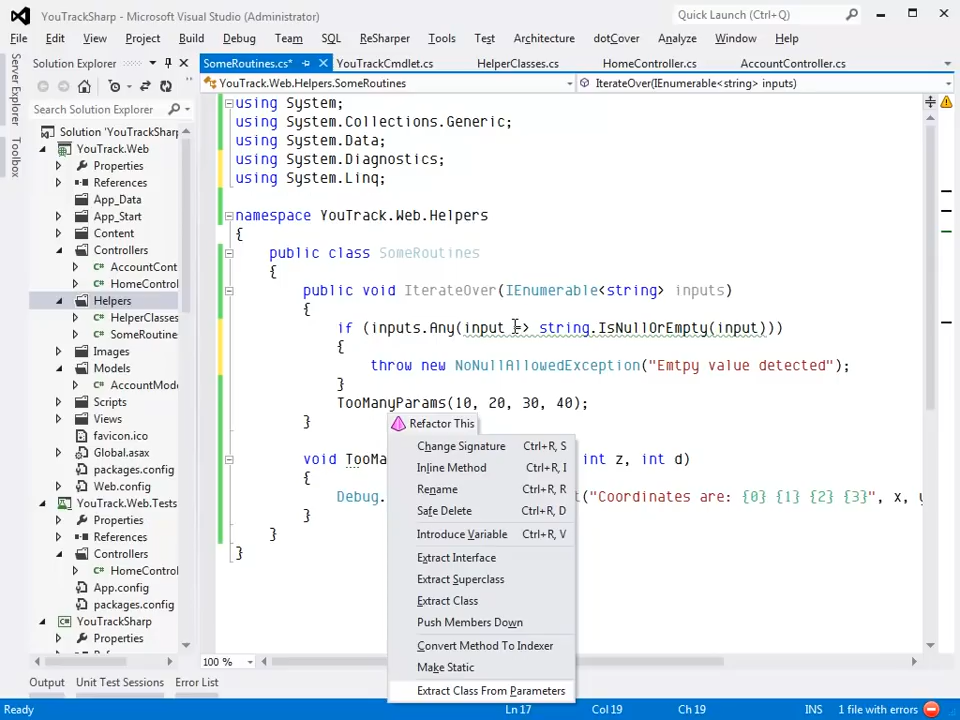 YouTrackSharp - Microsoft Visual Studio (Administrator)
Quick Launch (Ctrl+Q)
File Edit View Project Build Debug Team SQL ReSharper Tools Test Architecture dotCover Analyze Window Help
Server Explorer
Toolbox
Solution Explorer
Search Solution Explorer
Solution 'YouTrackSharp
YouTrack.Web
Properties
References
App_Data
App_Start
Content
Controllers
AccountCont
HomeControl
Helpers
HelperClasses.
SomeRoutines
Images
Models
AccountMode
Scripts
Views
favicon.ico
Global.asax
packages.config
Web.config
YouTrack.Web.Tests
Properties
References
Controllers
HomeControl
App.config
packages.config
YouTrackSharp
Properties
SomeRoutines.cs* YouTrackCmdlet.cs HelperClasses.cs HomeController.cs AccountController.cs
YouTrack.Web.Helpers.SomeRoutines
IterateOver(IEnumerable<string> inputs)
using System;
using System.Collections.Generic;
using System.Data;
using System.Diagnostics;
using System.Linq;
namespace YouTrack.Web.Helpers
{
public class SomeRoutines
{
public void IterateOver(IEnumerable<string> inputs)
{
if (inputs.Any(input => string.IsNullOrEmpty(input)))
{
throw new NoNullAllowedException("Emtpy value detected");
}
TooManyParams(10, 20, 30, 40);
}
void TooMa int z, int d)
{
Debug. t("Coordinates are: {0} {1} {2} {3}", x, y
}
}
}
Refactor This
Change Signature Ctrl+R, S
Inline Method Ctrl+R, I
Rename Ctrl+R, R
Safe Delete Ctrl+R, D
Introduce Variable Ctrl+R, V
Extract Interface
Extract Superclass
Extract Class
Push Members Down
Convert Method To Indexer
Make Static
Extract Class From Parameters
100 %
Output Unit Test Sessions Error List
Ready Ln 17 Col 19 Ch 19 INS 1 file with errors